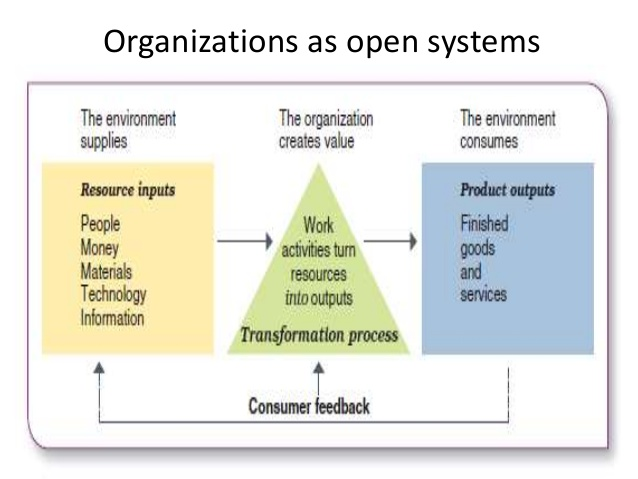 Organizations as open systems
The environment
supplies
Resource inputs
People
Money
Materials
Technology
Information
The organization
creates value
Work
activities turn
resources
into outputs
Transformation process
The environment
consumes
Product outputs
Finished
goods
and
services
Consumer feedback